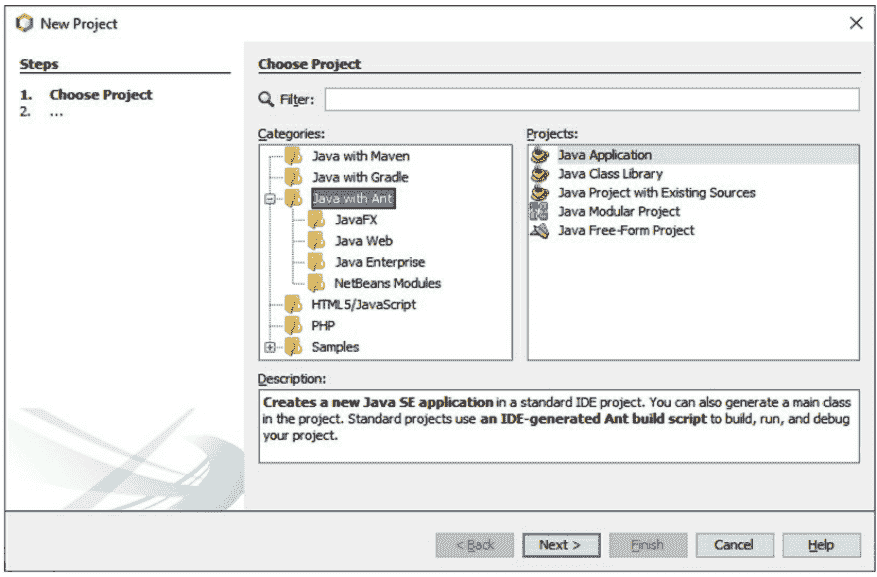 New Project
Steps
1. Choose Project
2. ...
Choose Project
Filter:
Categories:
Java with Maven
Java with Gradle
Java with Ant
JavaFX
Java Web
Java Enterprise
NetBeans Modules
HTML5/JavaScript
PHP
Samples
Projects:
Java Application
Java Class Library
Java Project with Existing Sources
Java Modular Project
Java Free-Form Project
Description:
Creates a new Java SE application in a standard IDE project. You can also generate a main class
in the project. Standard projects use an IDE-generated Ant build script to build, run, and debug
your project.
< Back
Next >
Finish
Cancel
Help